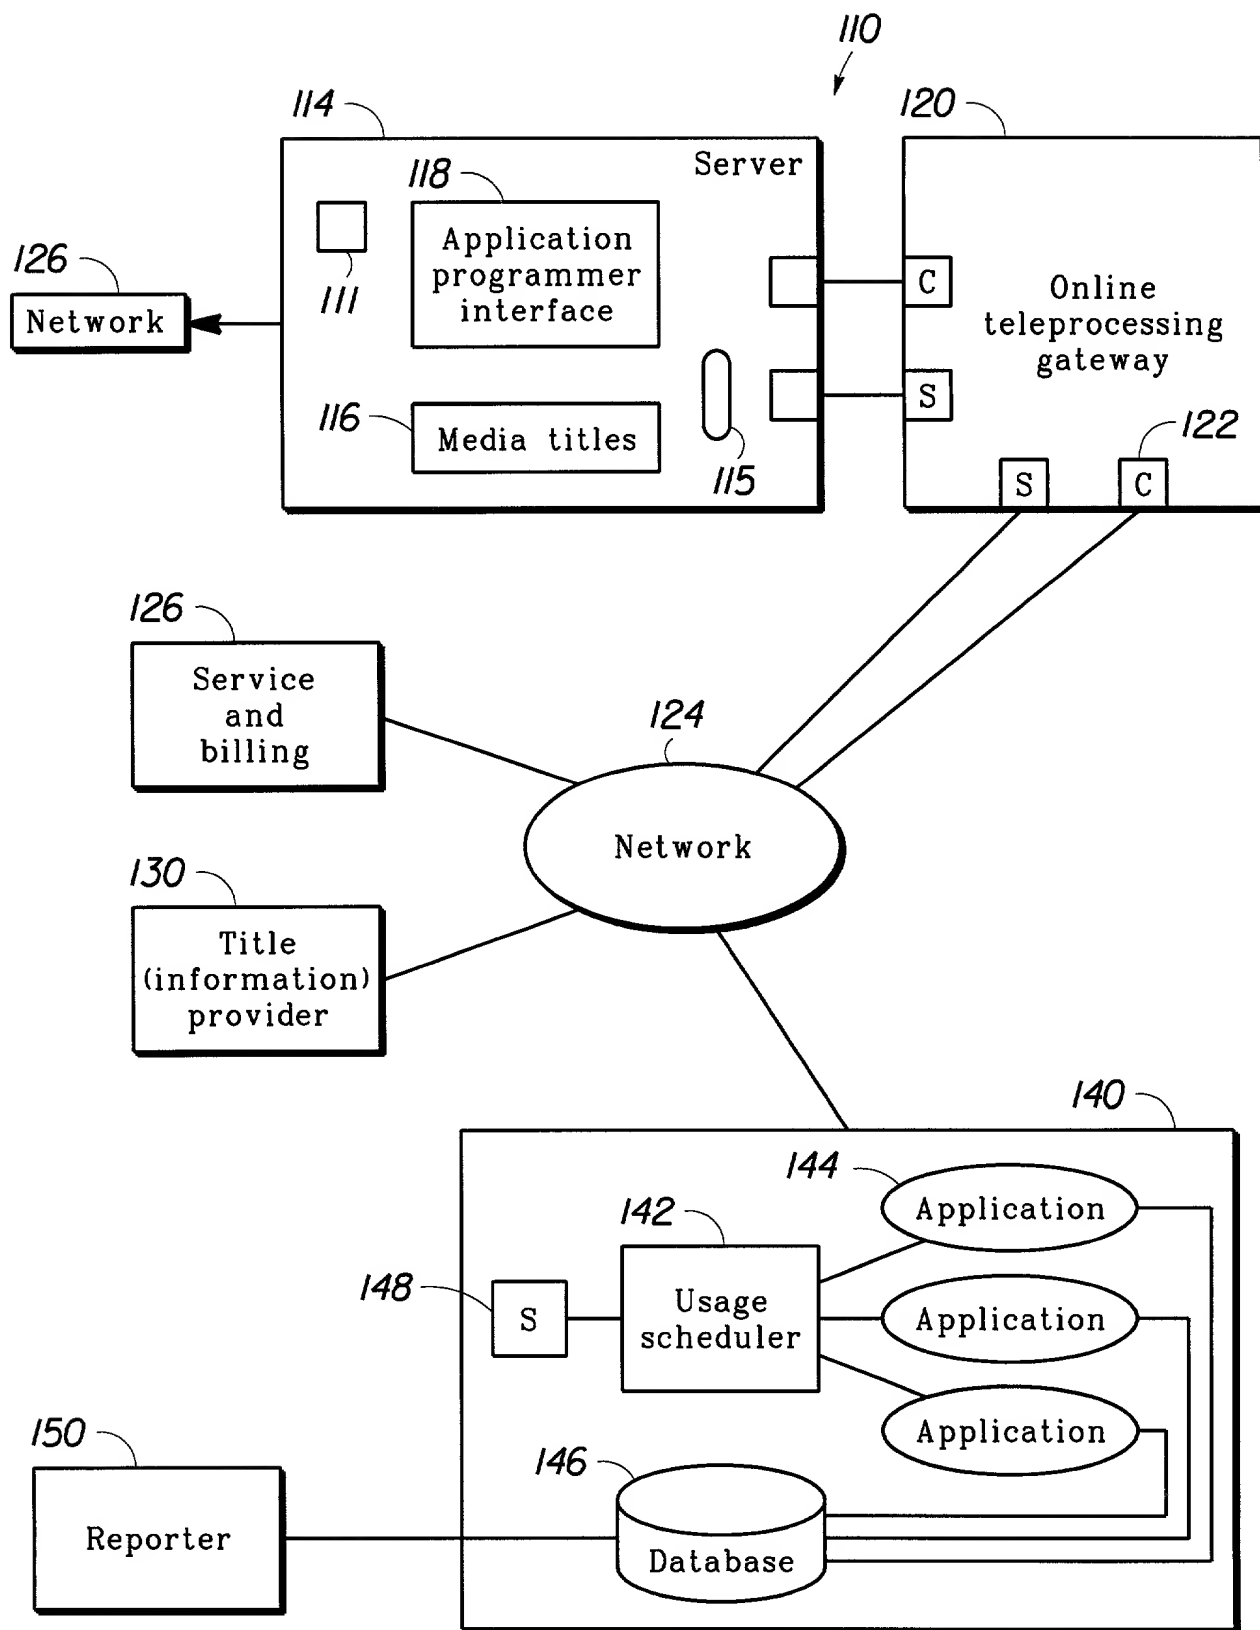 110
114
120
Server
118
Application
programmer
interface
111
126
Network
116
Media titles
115
C
S
Online
teleprocessing
gateway
122
S
C
126
Service
and
billing
124
Network
130
Title
(information)
provider
140
144
Application
142
Usage
scheduler
148
S
Application
Application
150
Reporter
146
Database